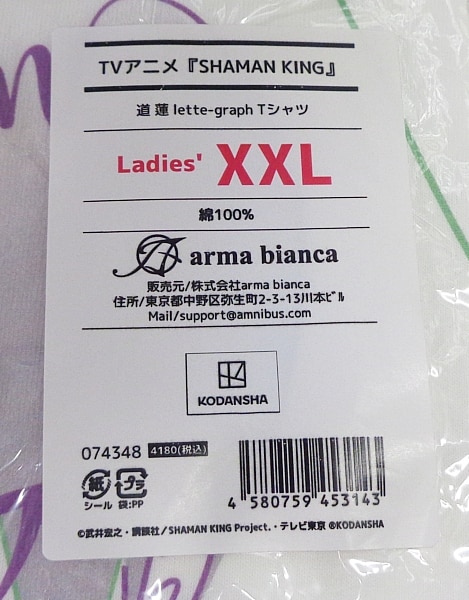 TVアニメ『SHAMAN KING』
道 蓮 lette-graph Tシャツ
Ladies' XXL
綿100%
arma bianca
販売元/株式会社arma bianca
住所/東京都中野区弥生町2-3-13川本ﾋﾞﾙ
Mail/support@amnibus.com
KODANSHA
074348 4180(税込)
紙 プラ
シール 袋:PP
4 580759 453143
©武井宏之・講談社/SHAMAN KING Project.・テレビ東京 ®KODANSHA